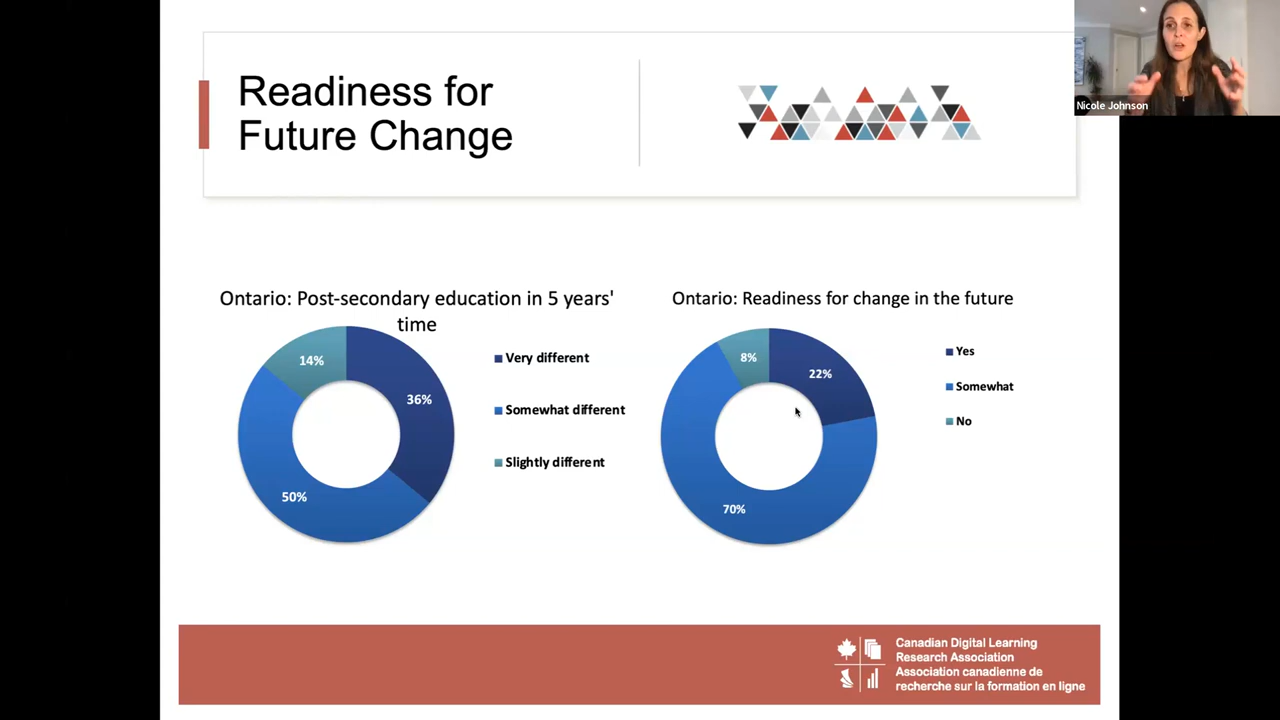 Readiness for
Future Change
Nicole Johnson
Ontario: Post-secondary education in 5 years'
time
14%
36%
50%
Very different
Somewhat different
Slightly different
Ontario: Readiness for change in the future
8%
22%
70%
Yes
Somewhat
No
Canadian Digital Learning
Research Association
Association canadienne de
recherche sur la formation en ligne